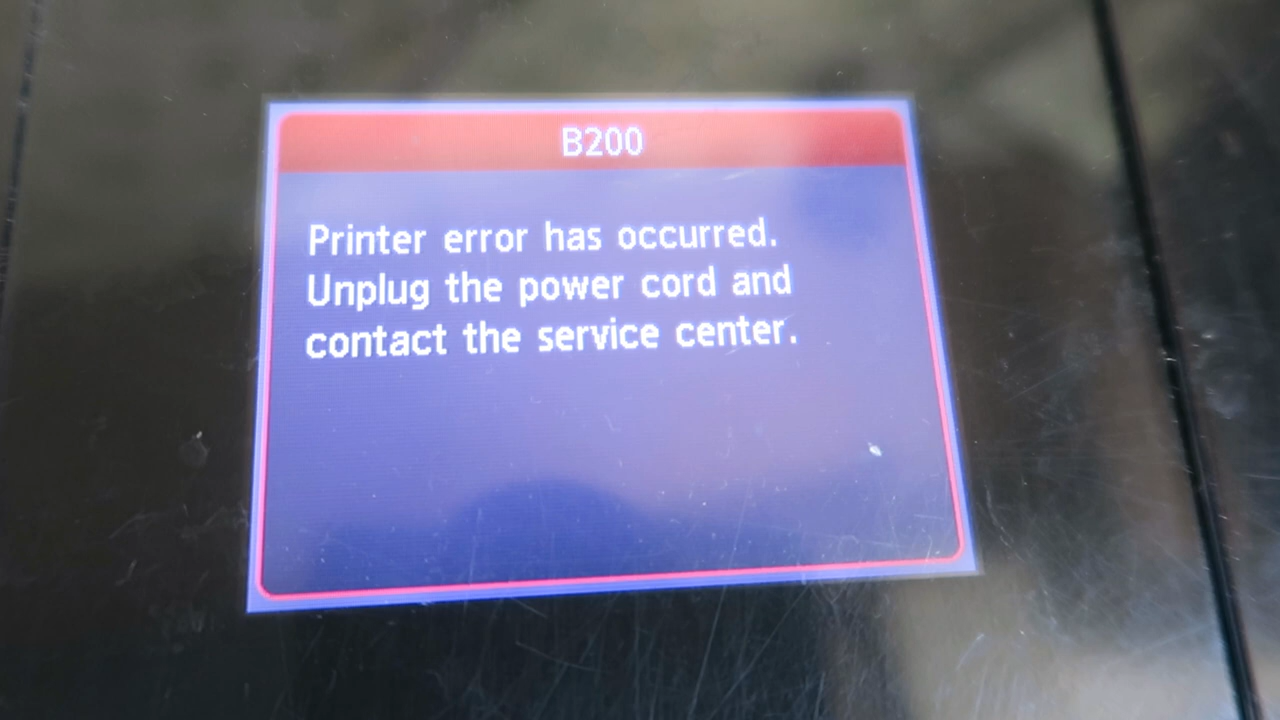 B200
Printer error has occurred.
Unplug the power cord and
contact the service center.